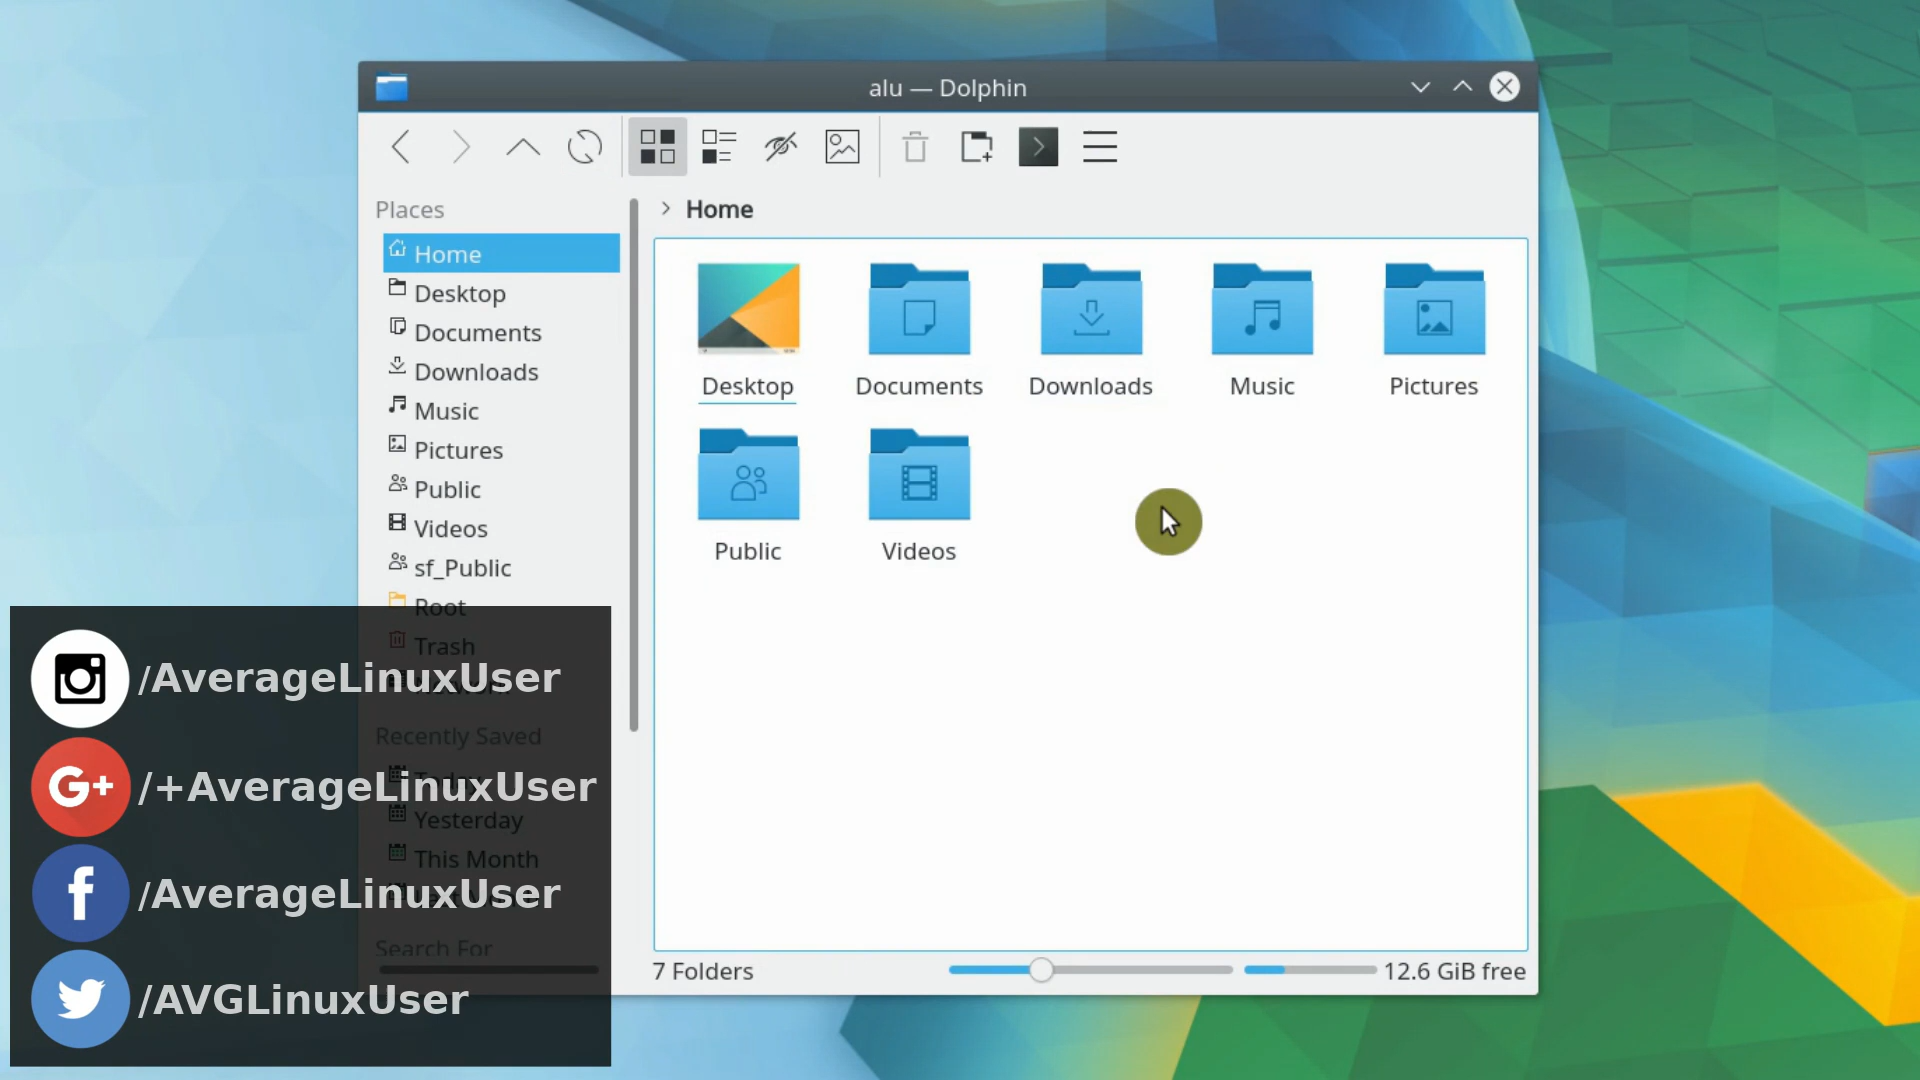 alu — Dolphin
Places
Home
Desktop
Documents
Downloads
Music
Pictures
Public
Videos
sf_Public
Root
Trash
Recently Saved
Yesterday
This Month
Search For
> Home
Desktop
Documents
Downloads
Music
Pictures
Public
Videos
7 Folders
12.6 GiB free
/AverageLinuxUser
G+
/+AverageLinuxUser
f
/AverageLinuxUser
/AVGLinuxUser